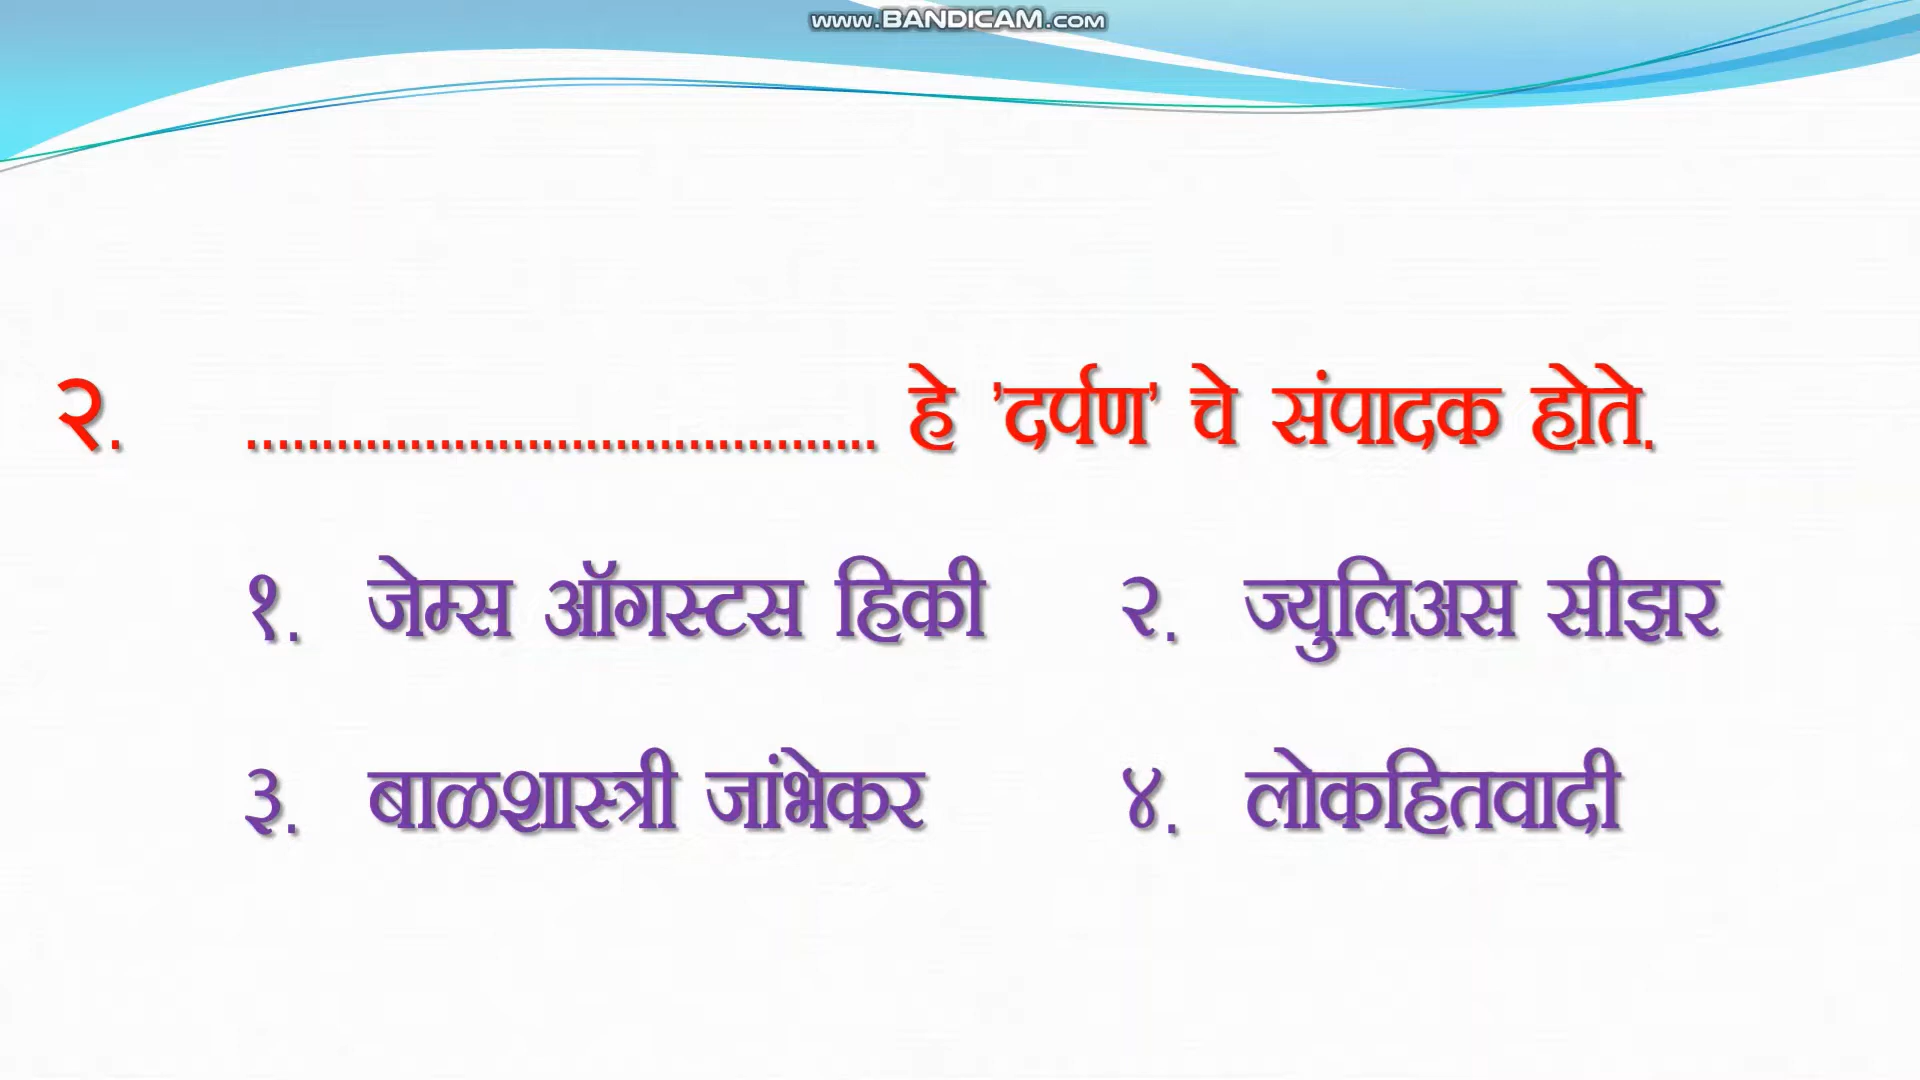 www.BANDICAM.com
२. ........................................... हे 'दर्पण' चे संपादक होते.
१. जेम्स ऑगस्टस हिकी २. ज्युलिअस सीझर
३. बाळशास्त्री जांभेकर ४. लोकहितवादी